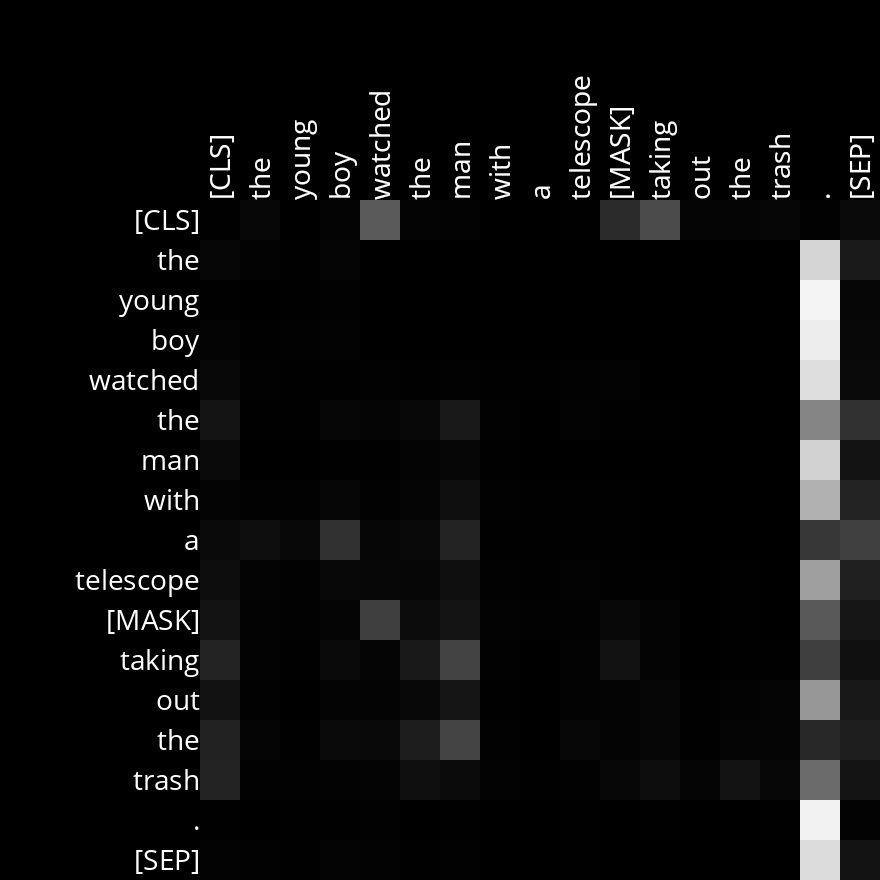 [CLS] the young boy watched the man with a telescope [MASK] taking out the trash . [SEP]
[CLS]
the
young
boy
watched
the
man
with
a
telescope
[MASK]
taking
out
the
trash
.
[SEP]